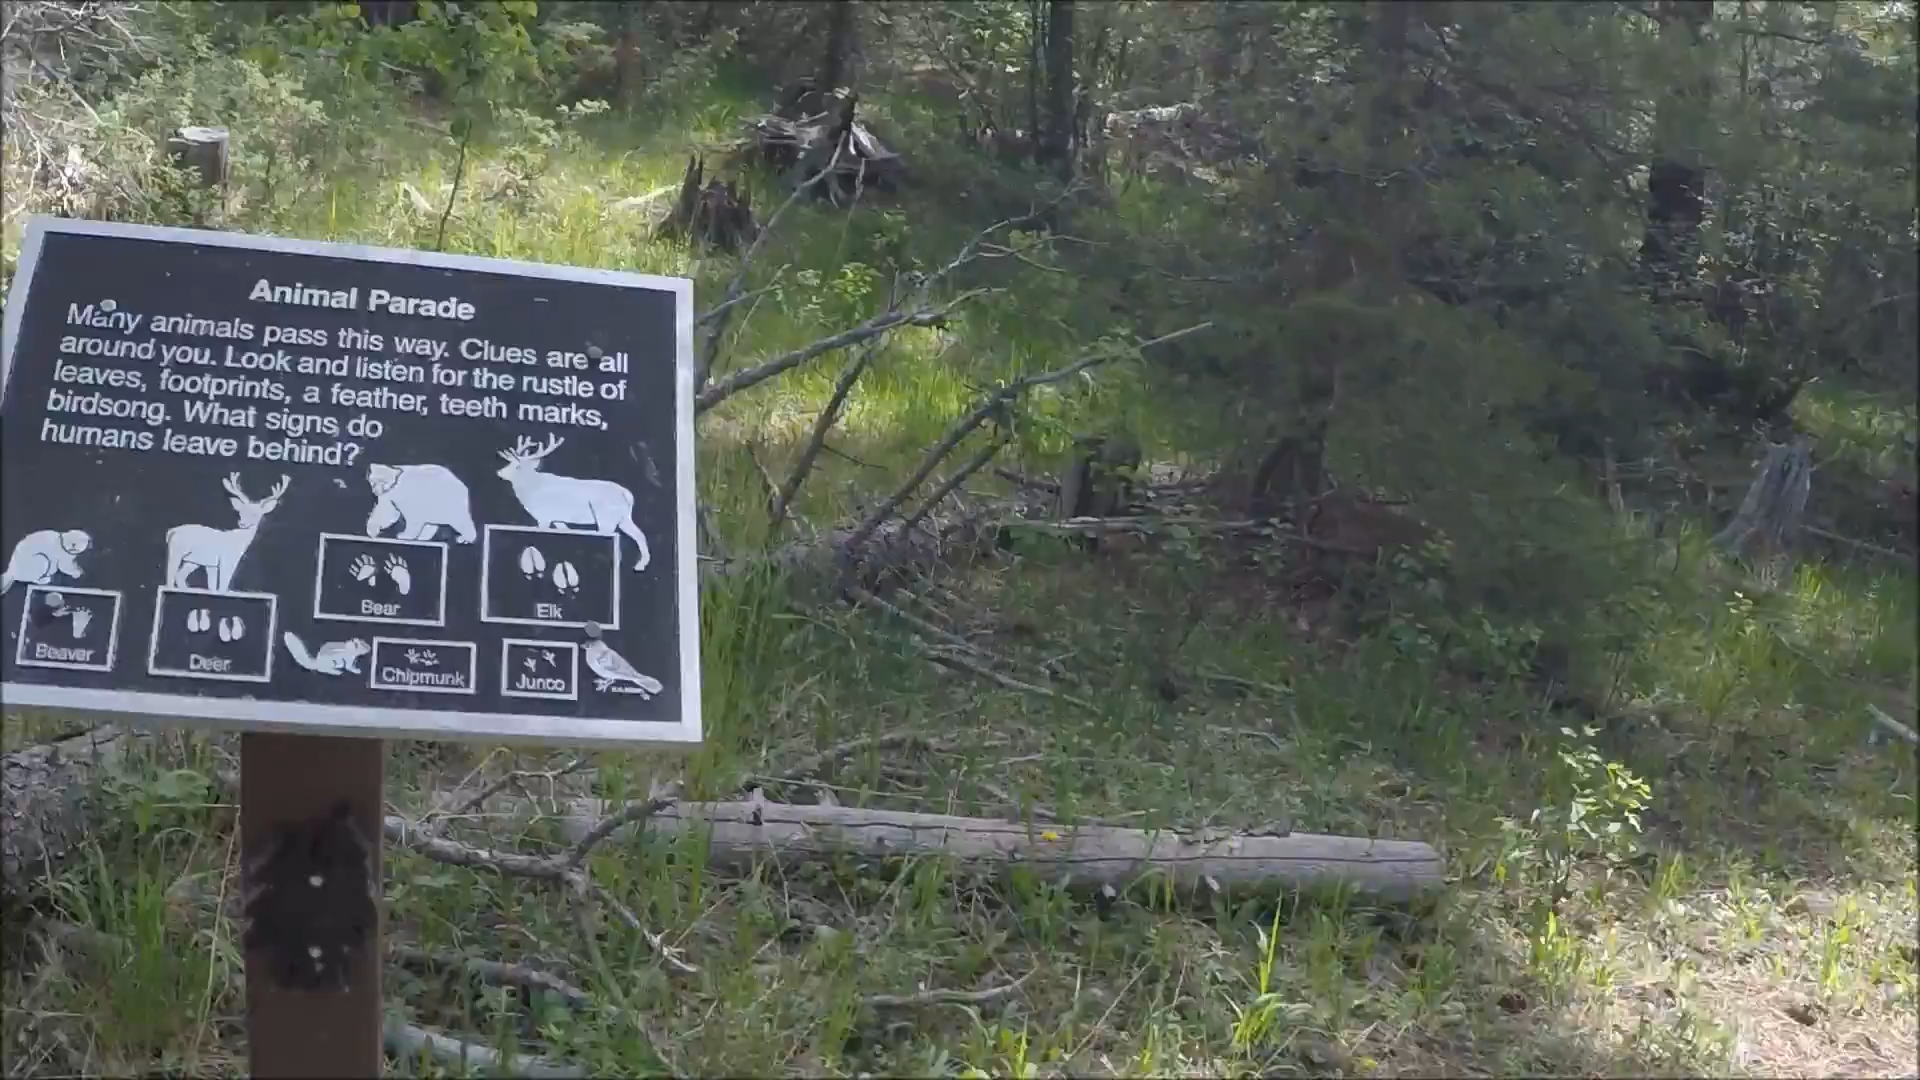 Animal Parade
Many animals pass this way. Clues are all
around you. Look and listen for the rustle of
leaves, footprints, a feather, teeth marks,
birdsong. What signs do
humans leave behind?
Bear
Elk
Beaver
Deer
Chipmunk
Junco